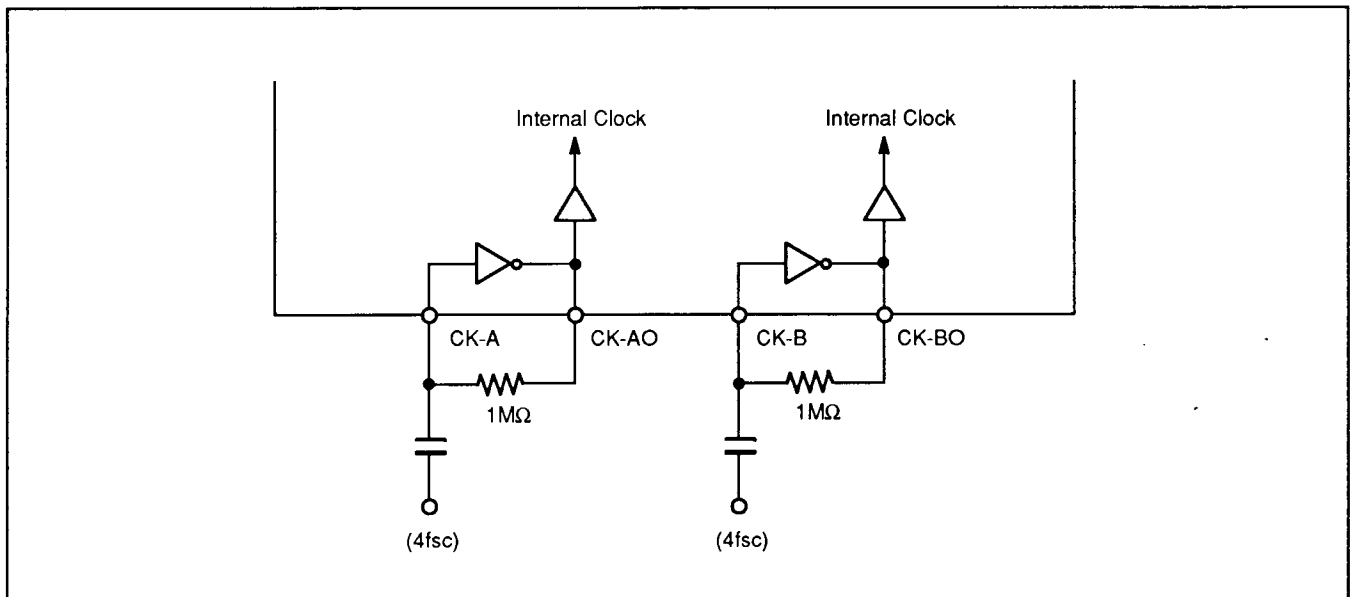 Internal Clock Internal Clock
CK-A CK-AO CK-B CK-BO
1MΩ 1MΩ
(4fsc) (4fsc)